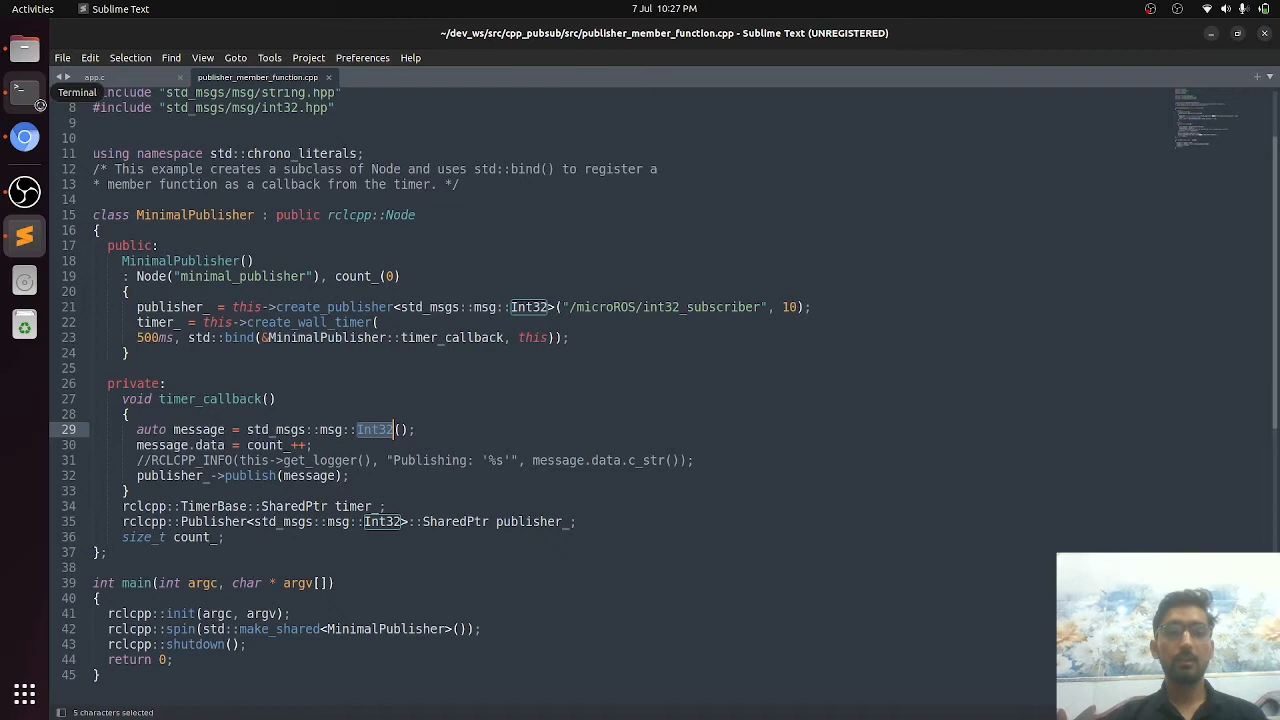 Activities
Sublime Text
7 Jul 10:27 PM
~/dev_ws/src/cpp_pubsub/src/publisher_member_function.cpp - Sublime Text (UNREGISTERED)
File Edit Selection Find View Goto Tools Project Preferences Help
app.c
publisher_member_function.cpp
Terminal
#include "std_msgs/msg/string.hpp"
8 #include "std_msgs/msg/int32.hpp"
9
10
11 using namespace std::chrono_literals;
12 /* This example creates a subclass of Node and uses std::bind() to register a
13 * member function as a callback from the timer. */
14
15 class MinimalPublisher : public rclcpp::Node
16 {
17 public:
18 MinimalPublisher()
19 : Node("minimal_publisher"), count_(0)
20 {
21 publisher_ = this->create_publisher<std_msgs::msg::Int32>("/microROS/int32_subscriber", 10);
22 timer_ = this->create_wall_timer(
23 500ms, std::bind(&MinimalPublisher::timer_callback, this));
24 }
25
26 private:
27 void timer_callback()
28 {
29 auto message = std_msgs::msg::Int32();
30 message.data = count_++;
31 //RCLCPP_INFO(this->get_logger(), "Publishing: '%s'", message.data.c_str());
32 publisher_->publish(message);
33 }
34 rclcpp::TimerBase::SharedPtr timer_;
35 rclcpp::Publisher<std_msgs::msg::Int32>::SharedPtr publisher_;
36 size_t count_;
37 };
38
39 int main(int argc, char * argv[])
40 {
41 rclcpp::init(argc, argv);
42 rclcpp::spin(std::make_shared<MinimalPublisher>());
43 rclcpp::shutdown();
44 return 0;
45 }
5 characters selected